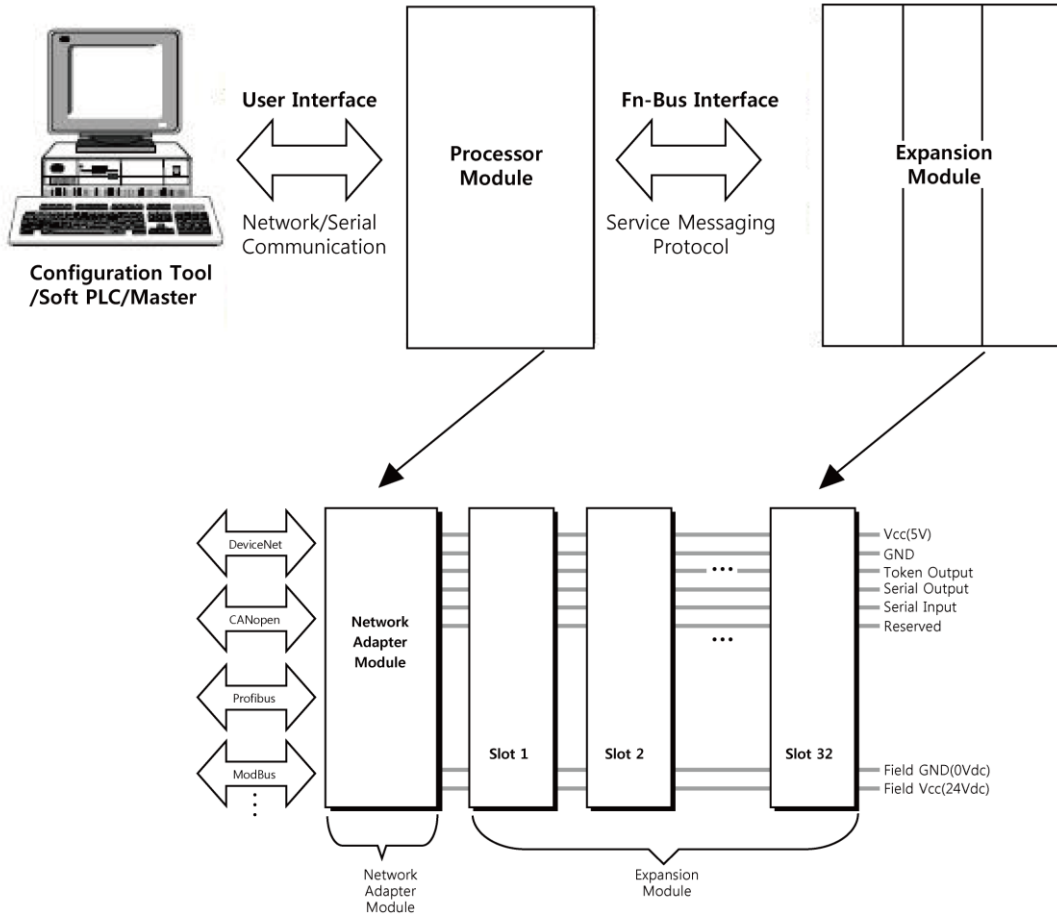 User Interface
Network/Serial
Communication
Configuration Tool
/Soft PLC/Master
Processor
Module
Fn-Bus Interface
Service Messaging
Protocol
Expansion
Module
DeviceNet
CANopen
Profibus
ModBus
Network
Adapter
Module
Slot 1
Slot 2
Slot 32
Vcc(5V)
GND
Token Output
Serial Output
Serial Input
Reserved
Field GND(0Vdc)
Field Vcc(24Vdc)
Network
Adapter
Module
Expansion
Module